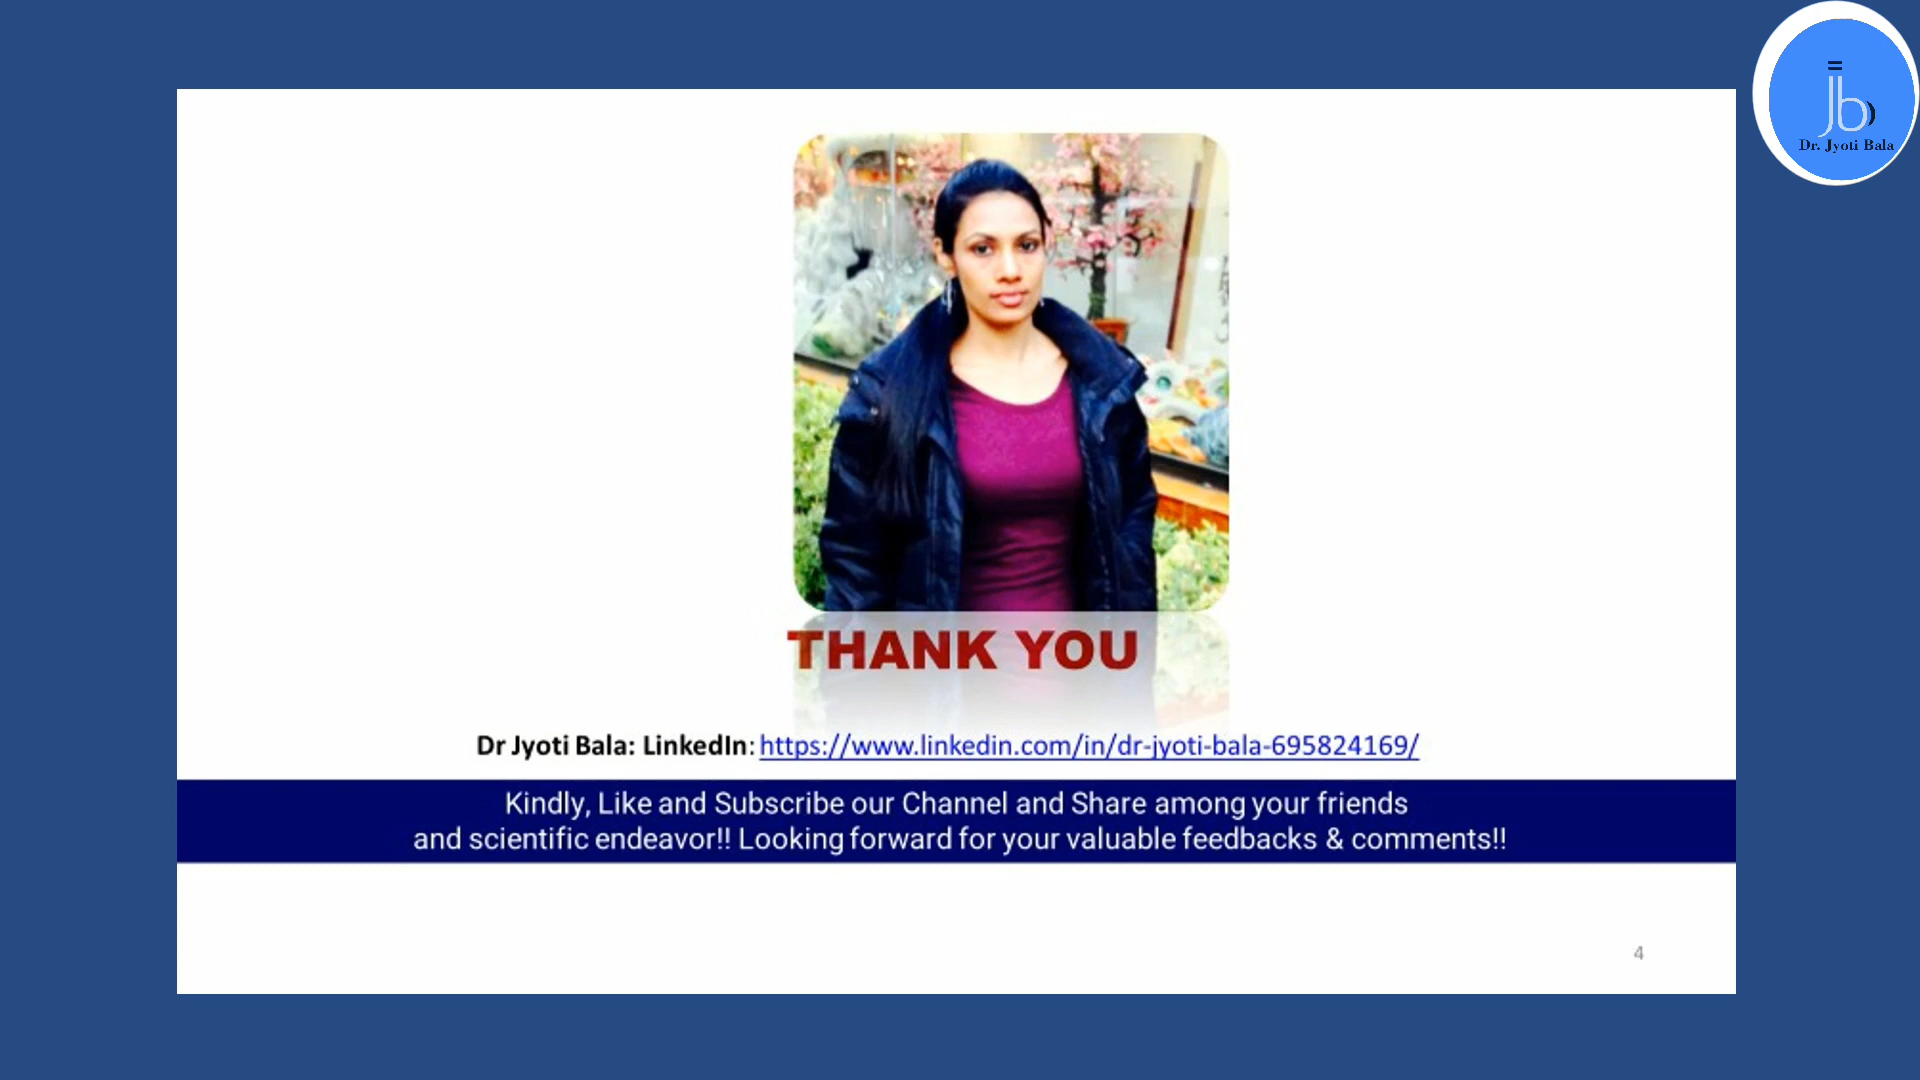 Jb
Dr. Jyoti Bala
THANK YOU
Dr Jyoti Bala: LinkedIn: https://www.linkedin.com/in/dr-jyoti-bala-695824169/
Kindly, Like and Subscribe our Channel and Share among your friends
and scientific endeavor!! Looking forward for your valuable feedbacks & comments!!
4